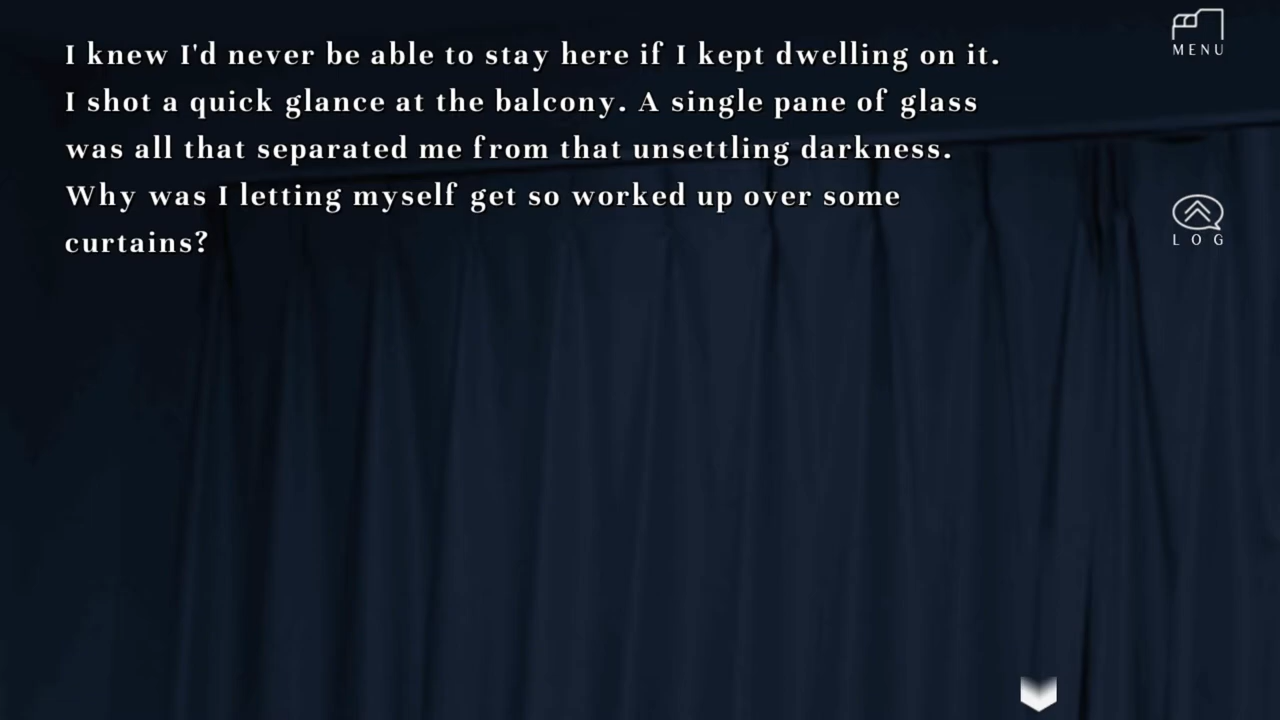 I knew I'd never be able to stay here if I kept dwelling on it.
I shot a quick glance at the balcony. A single pane of glass
was all that separated me from that unsettling darkness.
Why was I letting myself get so worked up over some
curtains?
MENU
LOG